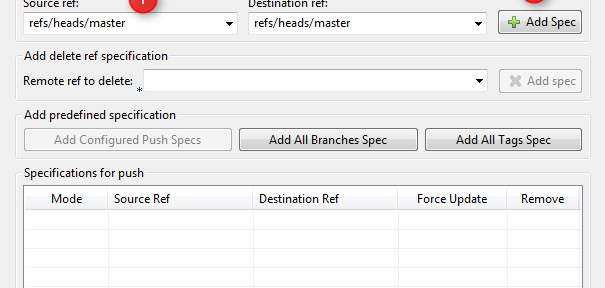 Source ref: Destination ref:
refs/heads/master refs/heads/master Add Spec
Add delete ref specification
Remote ref to delete: * Add spec
Add predefined specification
Add Configured Push Specs Add All Branches Spec Add All Tags Spec
Specifications for push
Mode Source Ref Destination Ref Force Update Remove